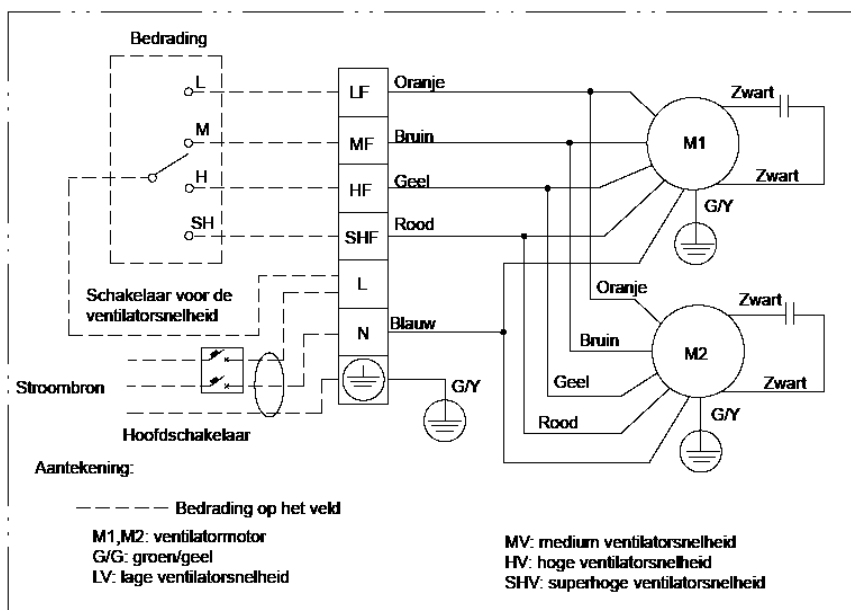 Bedrading
L
M
H
SH
Schakelaar voor de
ventilatorsnelheid
Stroombron
Hoofdschakelaar
LF
MF
HF
SHF
L
N
Oranje
Bruin
Geel
Rood
Blauw
G/Y
M1
Zwart
Zwart
G/Y
Oranje
Bruin
Geel
Rood
M2
Zwart
Zwart
G/Y
Aantekening:
Bedrading op het veld
M1,M2: ventilatormotor
G/G: groen/geel
LV: lage ventilatorsnelheid
MV: medium ventilatorsnelheid
HV: hoge ventilatorsnelheid
SHV: superhoge ventilatorsnelheid